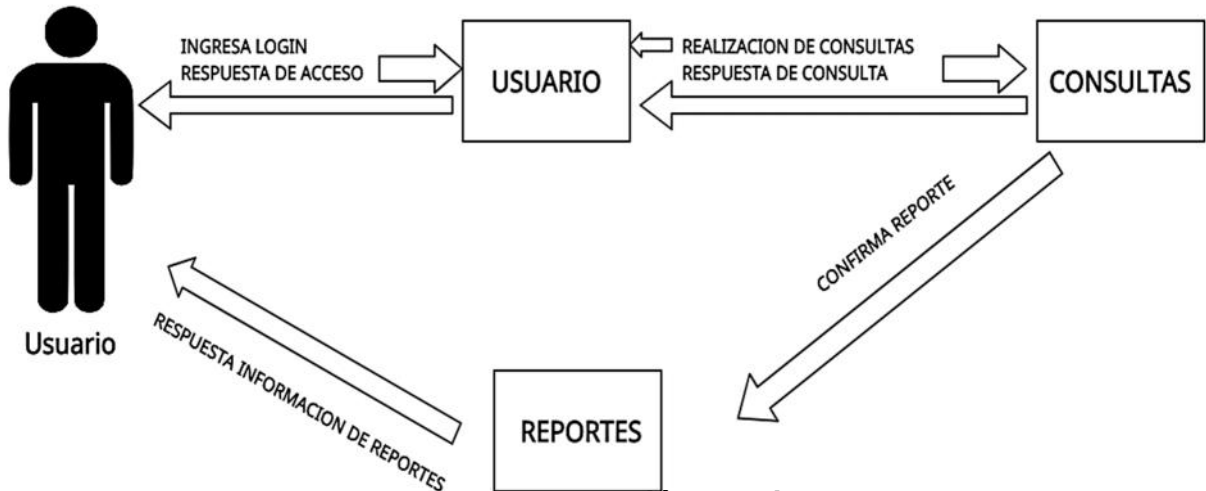 INGRESA LOGIN
RESPUESTA DE ACCESO
USUARIO
REALIZACION DE CONSULTAS
RESPUESTA DE CONSULTA
CONSULTAS
CONFIRMA REPORTE
Usuario
RESPUESTA INFORMACION DE REPORTES
REPORTES